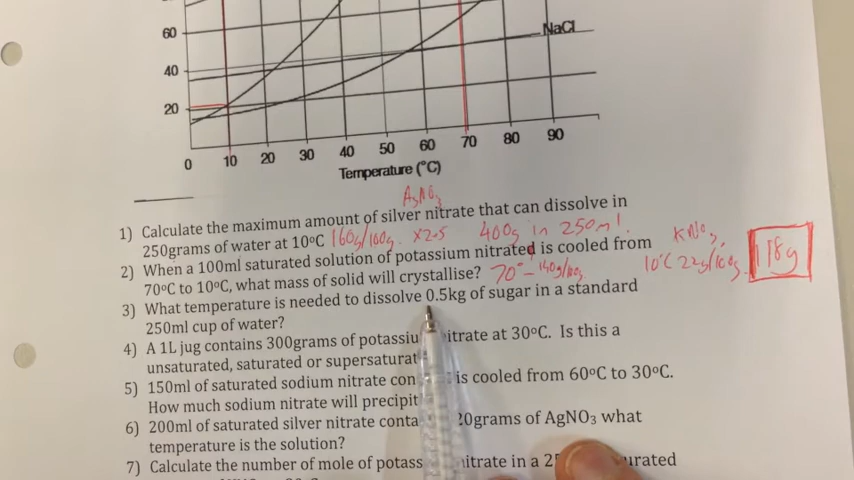 60
NaCl
40
20
0 10 20 30 40 50 60 70 80 90
Temperature (°C)
AgNO3
1) Calculate the maximum amount of silver nitrate that can dissolve in
250grams of water at 10°C 160g/100g. x2.5 400g in 250ml.
2) When a 100ml saturated solution of potassium nitrated is cooled from KNO3,
70°C to 10°C, what mass of solid will crystallise? 70° - 140g/100g 10°C 22g/100g. 118g
3) What temperature is needed to dissolve 0.5kg of sugar in a standard
250ml cup of water?
4) A 1L jug contains 300grams of potassiu itrate at 30°C. Is this a
unsaturated, saturated or supersaturat
5) 150ml of saturated sodium nitrate con is cooled from 60°C to 30°C.
How much sodium nitrate will precipit
6) 200ml of saturated silver nitrate conta 20grams of AgNO3 what
temperature is the solution?
7) Calculate the number of mole of potass itrate in a 2 urated